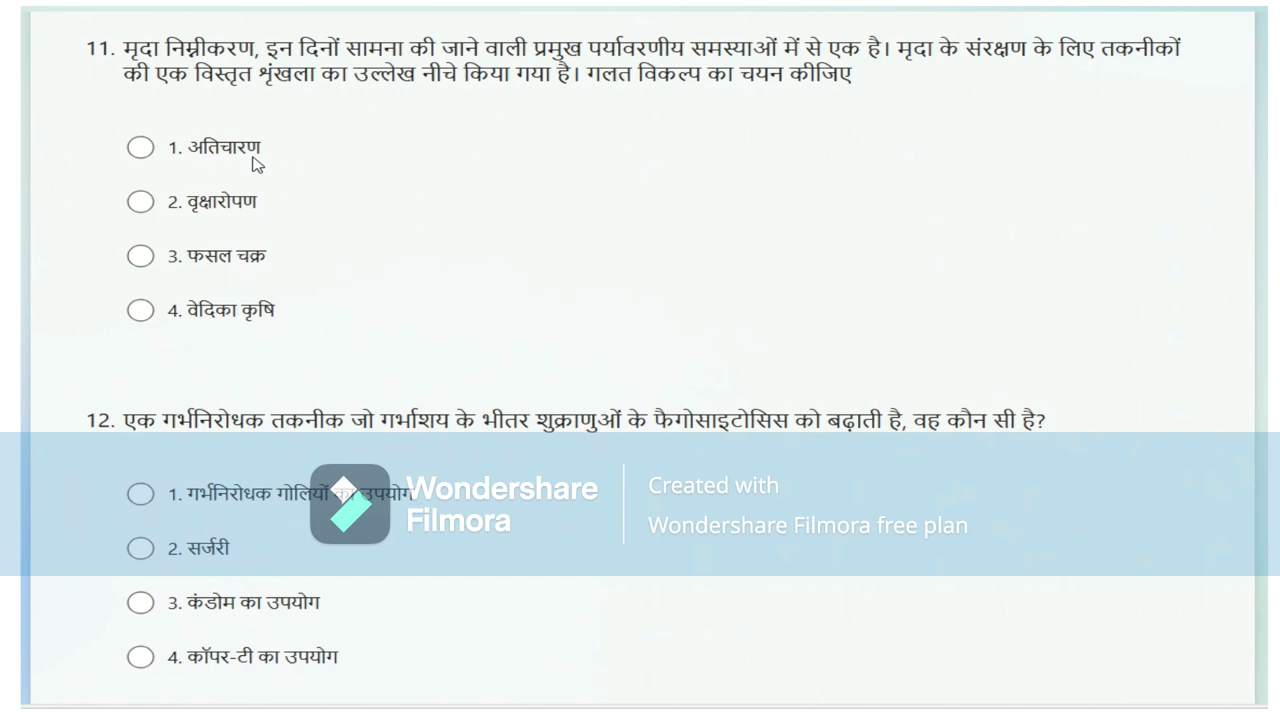 11. मृदा निम्नीकरण, इन दिनों सामना की जाने वाली प्रमुख पर्यावरणीय समस्याओं में से एक है। मृदा के संरक्षण के लिए तकनीकों
की एक विस्तृत शृंखला का उल्लेख नीचे किया गया है। गलत विकल्प का चयन कीजिए
1. अतिचारण
2. वृक्षारोपण
3. फसल चक्र
4. वेदिका कृषि
12. एक गर्भनिरोधक तकनीक जो गर्भाशय के भीतर शुक्राणुओं के फैगोसाइटोसिस को बढ़ाती है, वह कौन सी है?
1. गर्भनिरोधक गोलियों का उपयोग
Wondershare
Filmora
Created with
Wondershare Filmora free plan
2. सर्जरी
3. कंडोम का उपयोग
4. कॉपर-टी का उपयोग